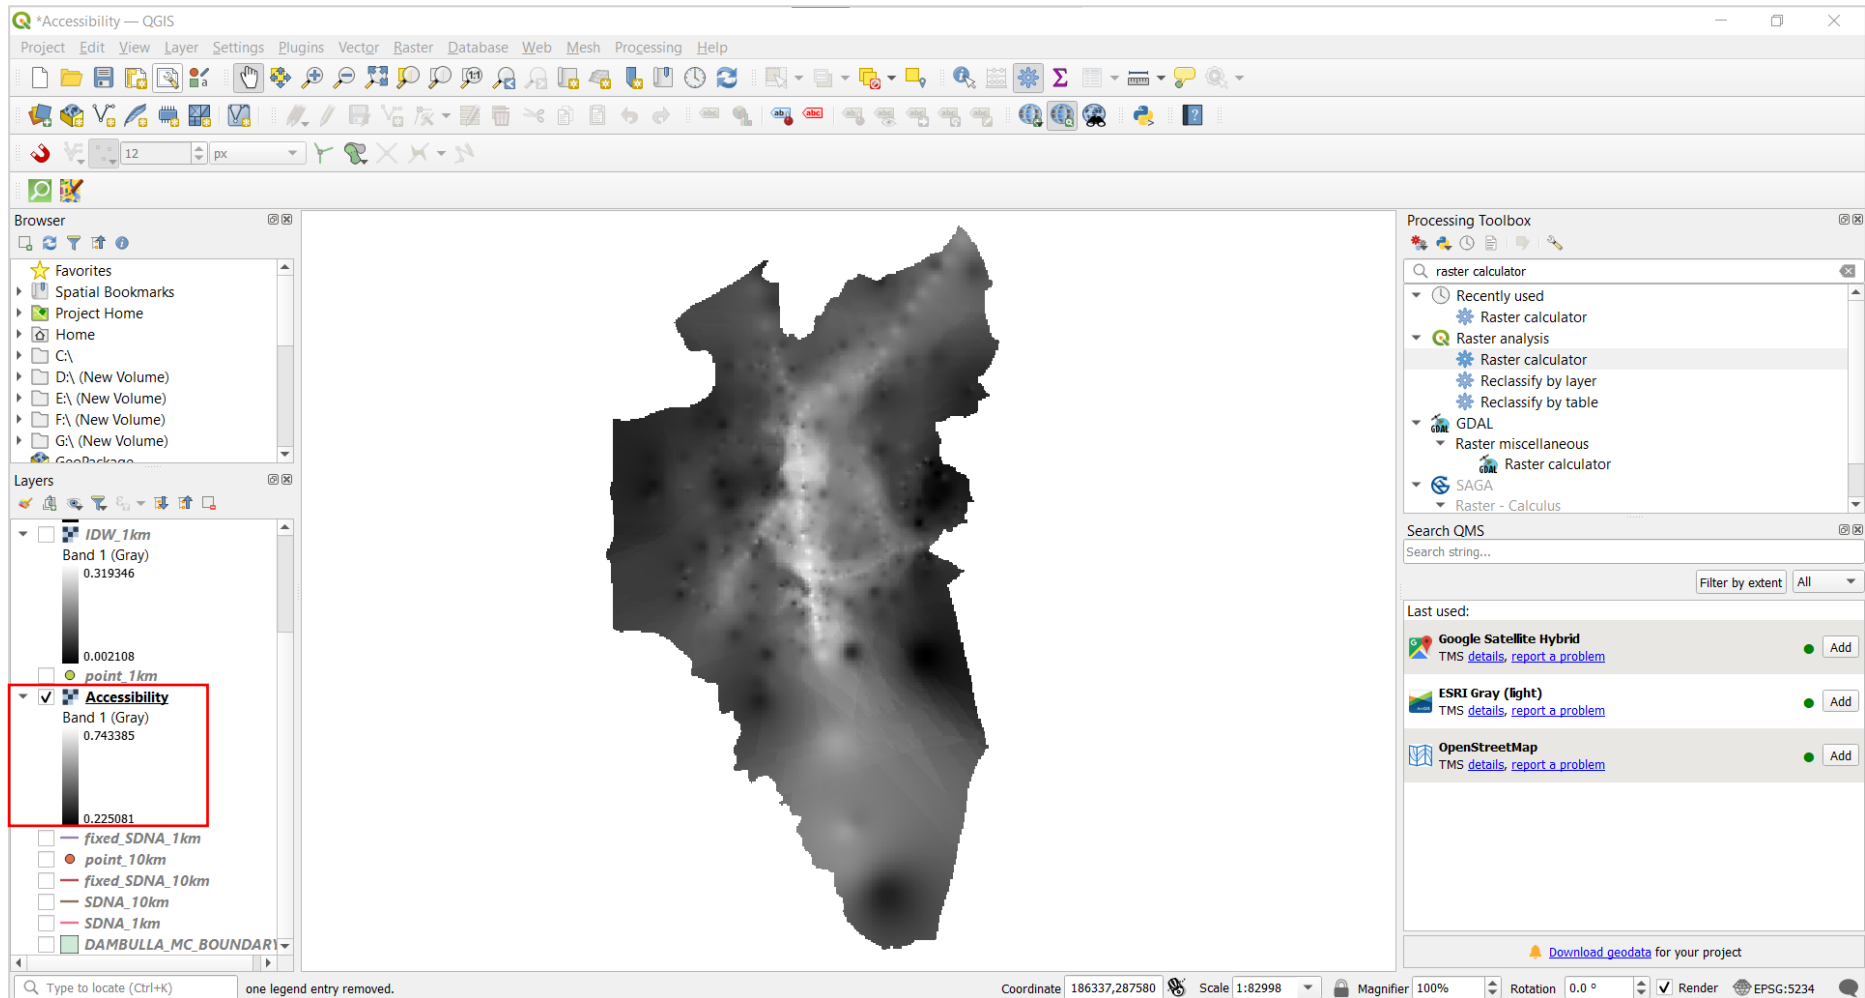 *Accessibility — QGIS
Project Edit View Layer Settings Plugins Vector Raster Database Web Mesh Processing Help
12 px
Browser
Favorites
Spatial Bookmarks
Project Home
Home
C:\
D:\ (New Volume)
E:\ (New Volume)
F:\ (New Volume)
G:\ (New Volume)
GeoPackage
Layers
IDW_1km
Band 1 (Gray)
0.319346
0.002108
point_1km
Accessibility
Band 1 (Gray)
0.743385
0.225081
fixed_SDNA_1km
point_10km
fixed_SDNA_10km
SDNA_10km
SDNA_1km
DAMBULLA_MC_BOUNDARY
Processing Toolbox
raster calculator
Recently used
Raster calculator
Raster analysis
Raster calculator
Reclassify by layer
Reclassify by table
GDAL
Raster miscellaneous
Raster calculator
SAGA
Raster - Calculus
Search QMS
Search string...
Filter by extent All
Last used:
Google Satellite Hybrid
TMS details, report a problem
Add
ESRI Gray (light)
TMS details, report a problem
Add
OpenStreetMap
TMS details, report a problem
Add
Download geodata for your project
Type to locate (Ctrl+K) one legend entry removed. Coordinate 186337,287580 Scale 1:82998 Magnifier 100% Rotation 0.0 ° Render EPSG:5234